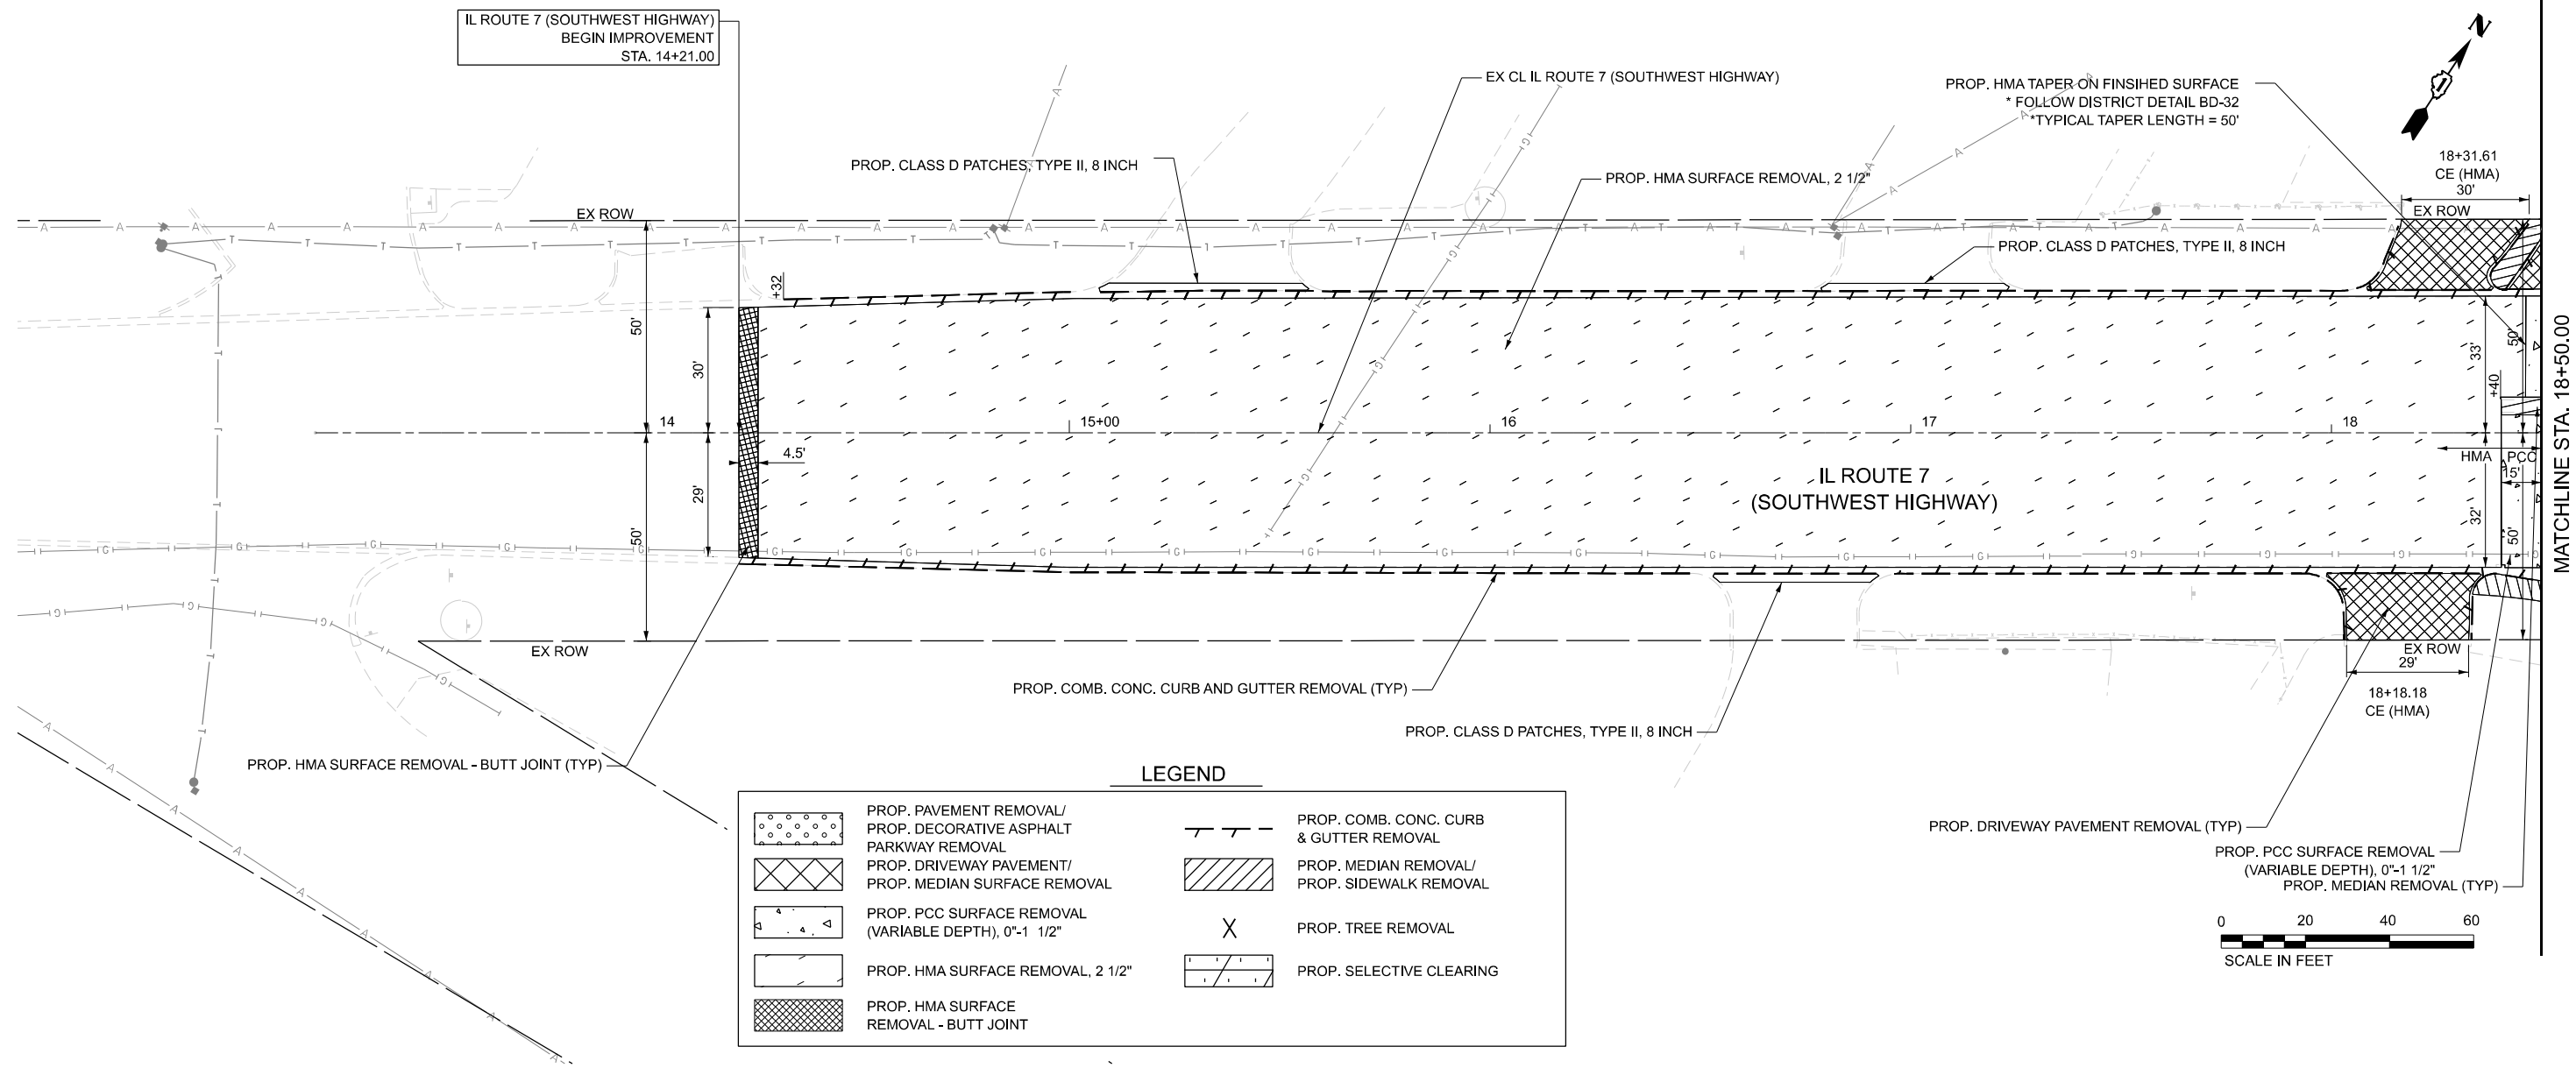 IL ROUTE 7 (SOUTHWEST HIGHWAY)
BEGIN IMPROVEMENT
STA. 14+21.00
EX CL IL ROUTE 7 (SOUTHWEST HIGHWAY)
PROP. HMA TAPER ON FINSIHED SURFACE
* FOLLOW DISTRICT DETAIL BD-32
*TYPICAL TAPER LENGTH = 50'
N
18+31.61
CE (HMA)
30'
EX ROW
PROP. CLASS D PATCHES, TYPE II, 8 INCH
PROP. HMA SURFACE REMOVAL, 2 1/2"
EX ROW
PROP. CLASS D PATCHES, TYPE II, 8 INCH
+32
50'
30'
33'
50'
+40
14
15+00
16
17
18
4.5'
HMA
PCC
15'
IL ROUTE 7
(SOUTHWEST HIGHWAY)
29'
50'
32'
50'
MATCHLINE STA. 18+50.00
EX ROW
EX ROW
29'
18+18.18
CE (HMA)
PROP. COMB. CONC. CURB AND GUTTER REMOVAL (TYP)
PROP. CLASS D PATCHES, TYPE II, 8 INCH
PROP. HMA SURFACE REMOVAL - BUTT JOINT (TYP)
PROP. DRIVEWAY PAVEMENT REMOVAL (TYP)
PROP. PCC SURFACE REMOVAL
(VARIABLE DEPTH), 0"-1 1/2"
PROP. MEDIAN REMOVAL (TYP)
LEGEND
PROP. PAVEMENT REMOVAL/
PROP. DECORATIVE ASPHALT
PARKWAY REMOVAL
PROP. DRIVEWAY PAVEMENT/
PROP. MEDIAN SURFACE REMOVAL
PROP. PCC SURFACE REMOVAL
(VARIABLE DEPTH), 0"-1 1/2"
PROP. HMA SURFACE REMOVAL, 2 1/2"
PROP. HMA SURFACE
REMOVAL - BUTT JOINT
PROP. COMB. CONC. CURB
& GUTTER REMOVAL
PROP. MEDIAN REMOVAL/
PROP. SIDEWALK REMOVAL
PROP. TREE REMOVAL
PROP. SELECTIVE CLEARING
0 20 40 60
SCALE IN FEET